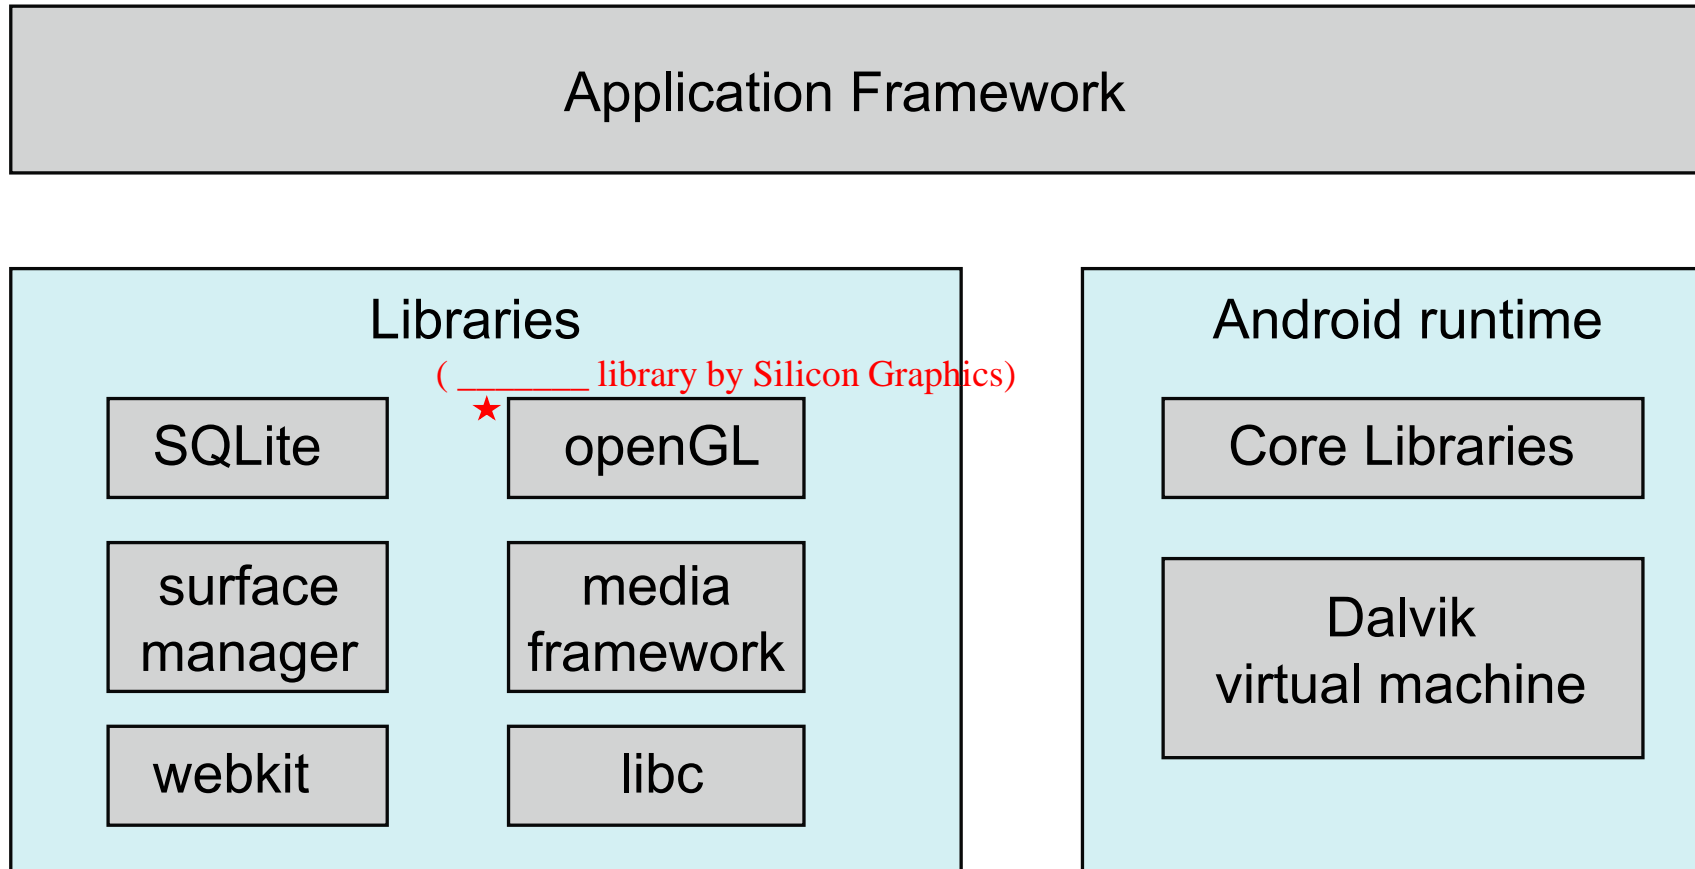 Application Framework
Libraries
( _______ library by Silicon Graphics)
★
SQLite
openGL
surface
manager
media
framework
webkit
libc
Android runtime
Core Libraries
Dalvik
virtual machine